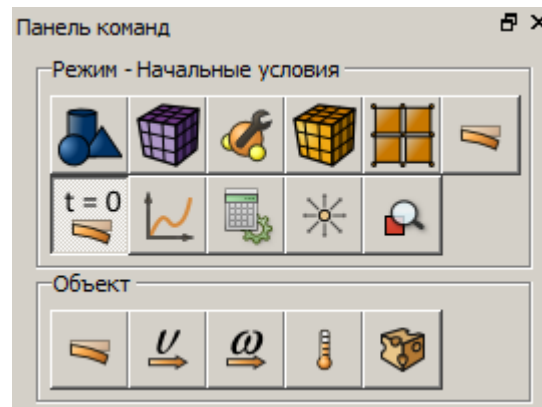 Панель команд
Режим - Начальные условия
t = 0
Объект
υ
ω